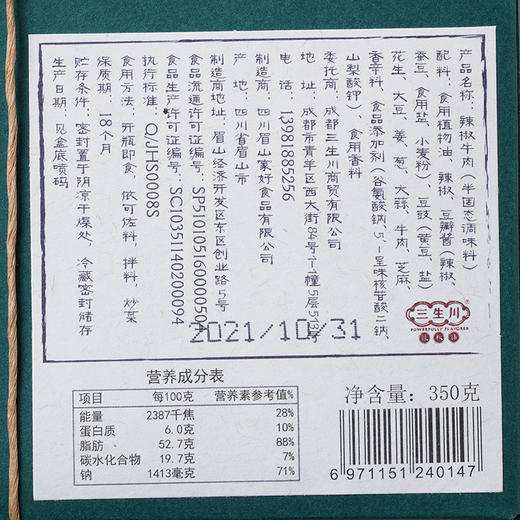 产品名称：辣椒牛肉（半固态调味料）
配料：食用植物油、辣椒、豆瓣酱（辣椒、
蚕豆、食用盐、小麦粉）、豆豉（黄豆、盐）
花生、大豆、姜、葱、大蒜、牛肉、芝麻、
香辛料、食品添加剂（谷氨酸钠、5'-呈味核苷酸二钠、
山梨酸钾）、食用香料
委托商：成都三生川商贸有限公司
地址：成都市青羊区西大街84号1-1幢5层513号
电话：13981885256
制造商：四川眉山蒙好食品有限公司
产地：四川省眉山市
制造商地址：眉山经济开发区东区创业路5号
食品流通许可证编号：SP5101051600005
食品生产许可证编号：SC10351140200094
执行标准：Q/JHS0008S
食用方法：开瓶即食，依可佐料，拌料，炒菜
保质期：18个月
贮存条件：密封置于阴凉干燥处，冷藏密封储存
生产日期：见盒底喷码
2021/10/31
三生川
POWERFULLY FLAVORED
营养成分表
项目 每100克 营养素参考值%
能量 2387千焦 28%
蛋白质 6.0克 10%
脂肪 52.7克 88%
碳水化合物 19.7克 7%
钠 1413毫克 71%
净含量：350克
6 971151 240147